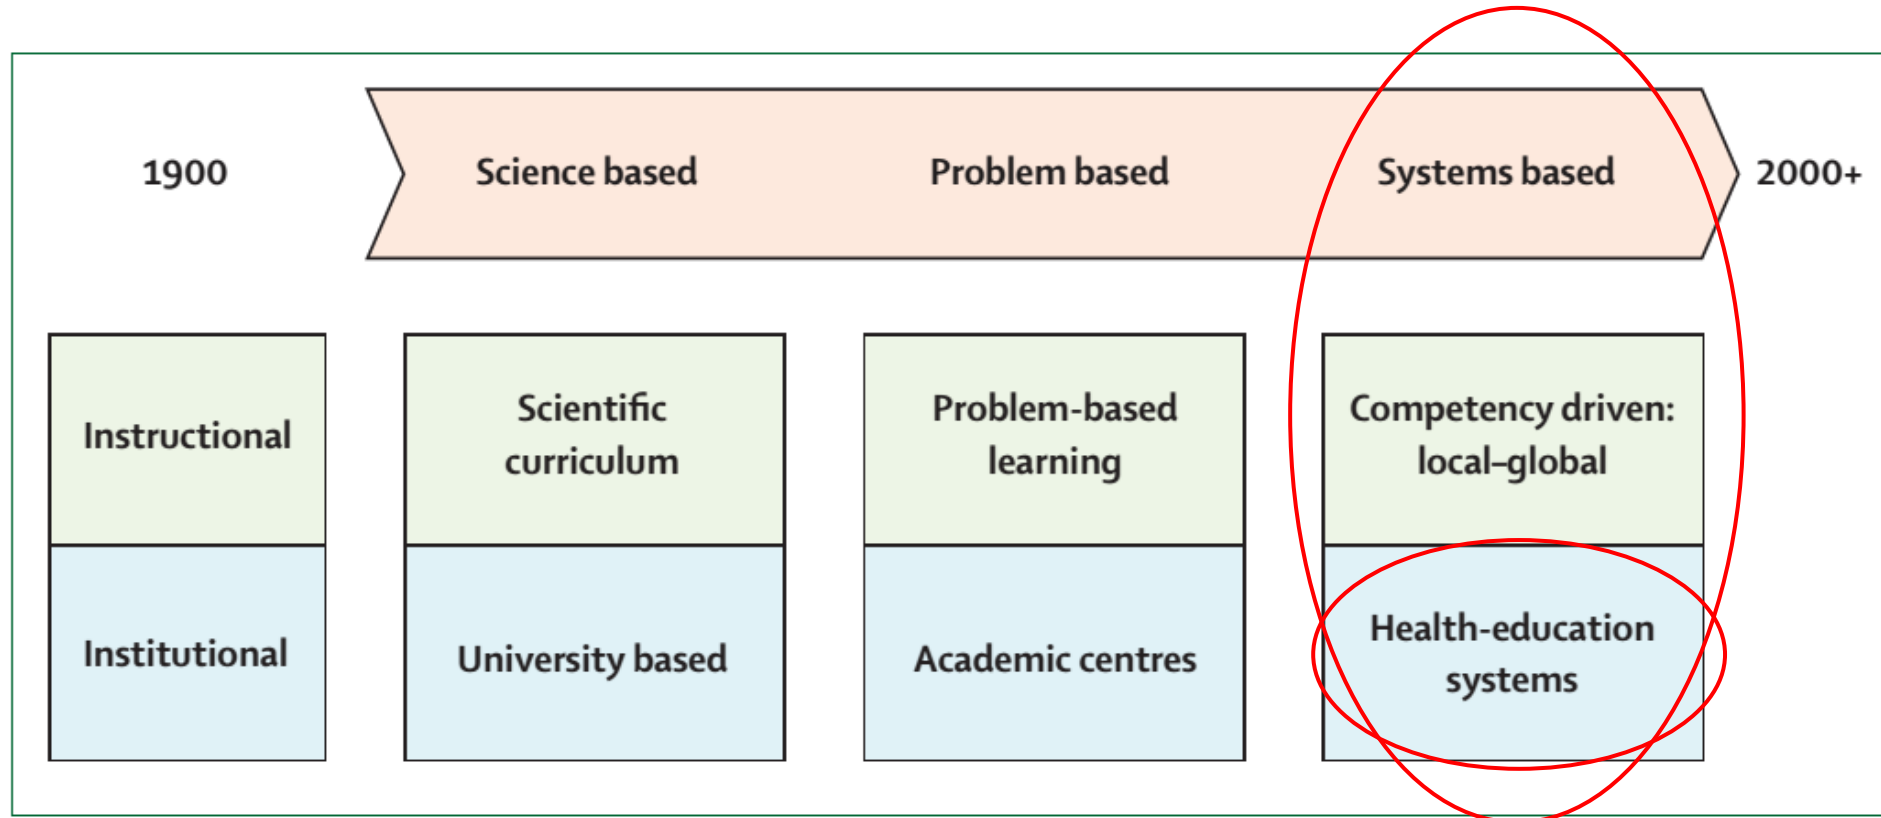 1900
Science based
Problem based
Systems based
2000+
Instructional
Scientific
curriculum
Problem-based
learning
Competency driven:
local–global
Institutional
University based
Academic centres
Health-education
systems